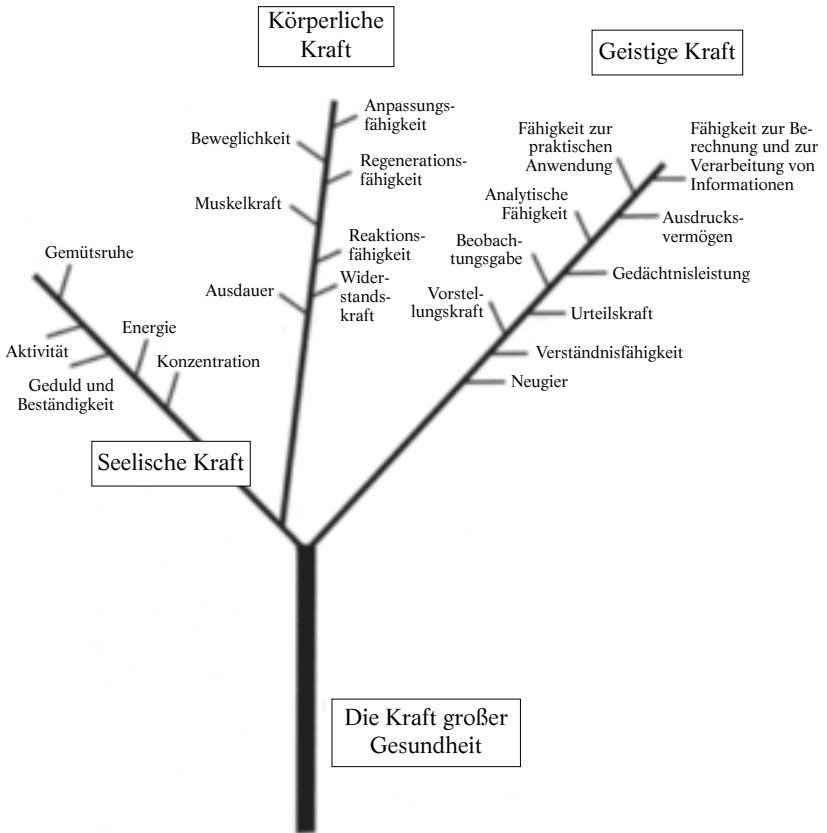 Körperliche
Kraft
Geistige Kraft
Anpassungs-
fähigkeit
Beweglichkeit
Regenerations-
fähigkeit
Muskelkraft
Reaktions-
fähigkeit
Wider-
stands-
kraft
Ausdauer
Fähigkeit zur
praktischen
Anwendung
Fähigkeit zur Be-
rechnung und zur
Verarbeitung von
Informationen
Analytische
Fähigkeit
Ausdrucks-
vermögen
Beobach-
tungsgabe
Gedächtnisleistung
Vorstel-
lungskraft
Urteilskraft
Verständnisfähigkeit
Neugier
Gemütsruhe
Aktivität
Energie
Geduld und
Beständigkeit
Konzentration
Seelische Kraft
Die Kraft großer
Gesundheit